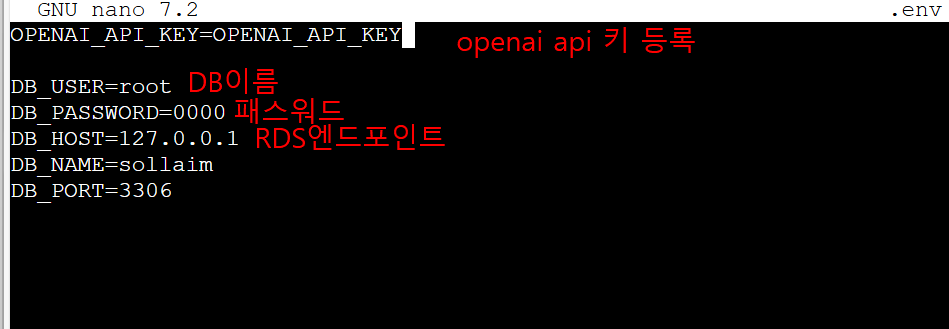 GNU nano 7.2 .env
OPENAI_API_KEY=OPENAI_API_KEY openai api 키 등록
DB_USER=root DB이름
DB_PASSWORD=0000 패스워드
DB_HOST=127.0.0.1 RDS엔드포인트
DB_NAME=sollaim
DB_PORT=3306